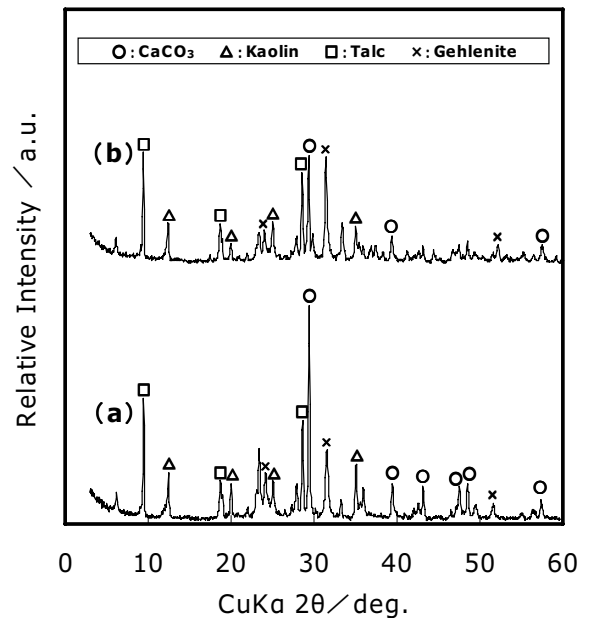 ○:CaCO₃ △:Kaolin □:Talc ×:Gehlenite
(b)
(a)
Relative Intensity / a.u.
0 10 20 30 40 50 60
CuKα 2θ/deg.